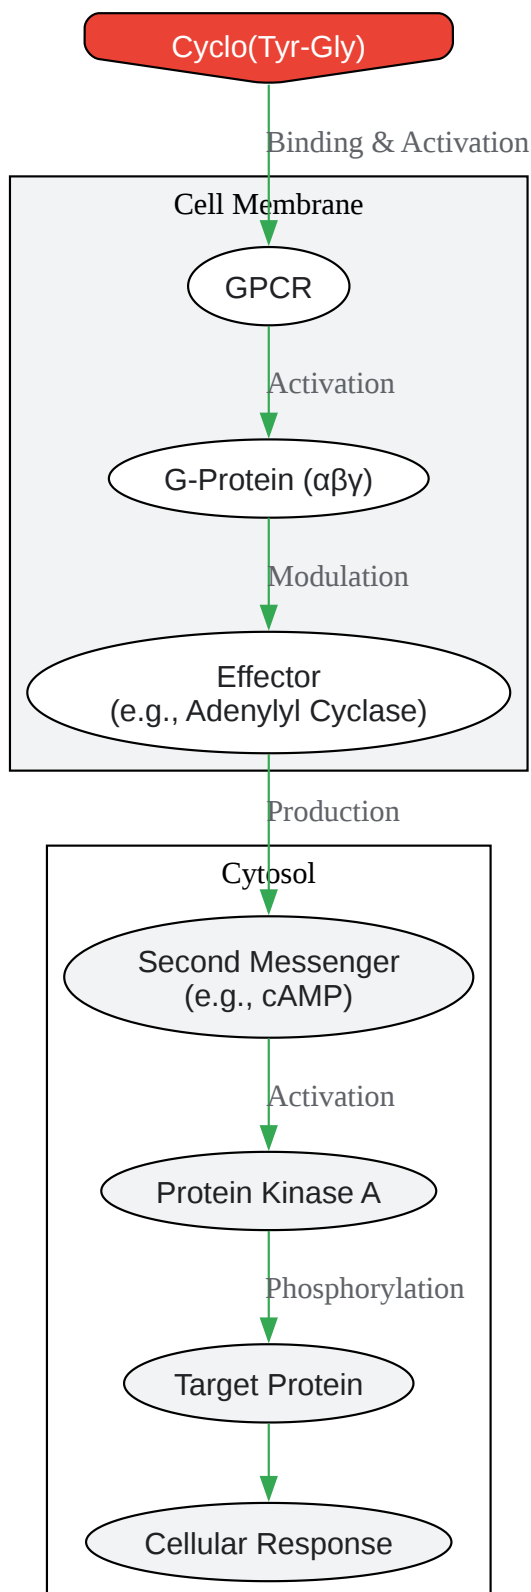 Cyclo(Tyr-Gly)
Binding & Activation
Cell Membrane
GPCR
Activation
G-Protein (αβγ)
Modulation
Effector
(e.g., Adenylyl Cyclase)
Production
Cytosol
Second Messenger
(e.g., cAMP)
Activation
Protein Kinase A
Phosphorylation
Target Protein
Cellular Response